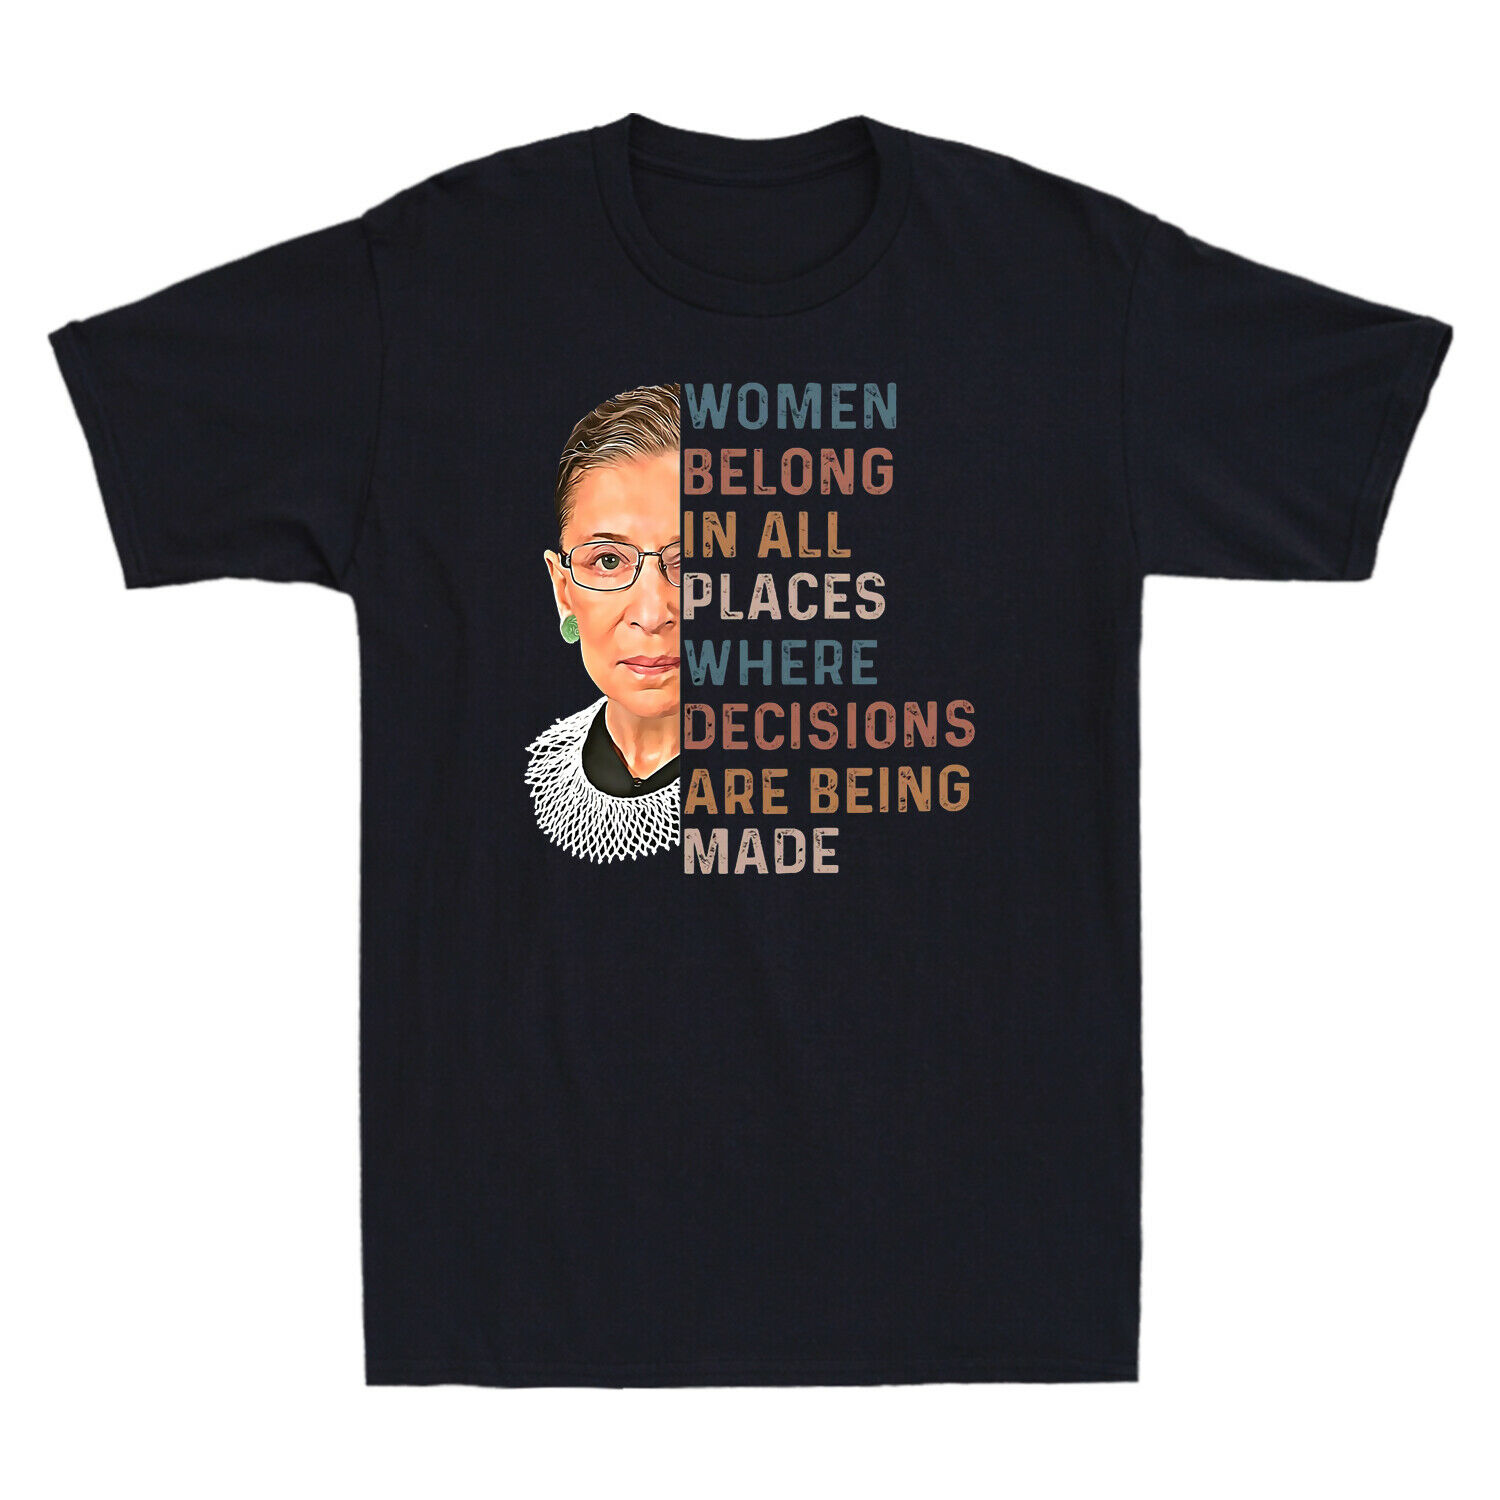 WOMEN
BELONG
IN ALL
PLACES
WHERE
DECISIONS
ARE BEING
MADE